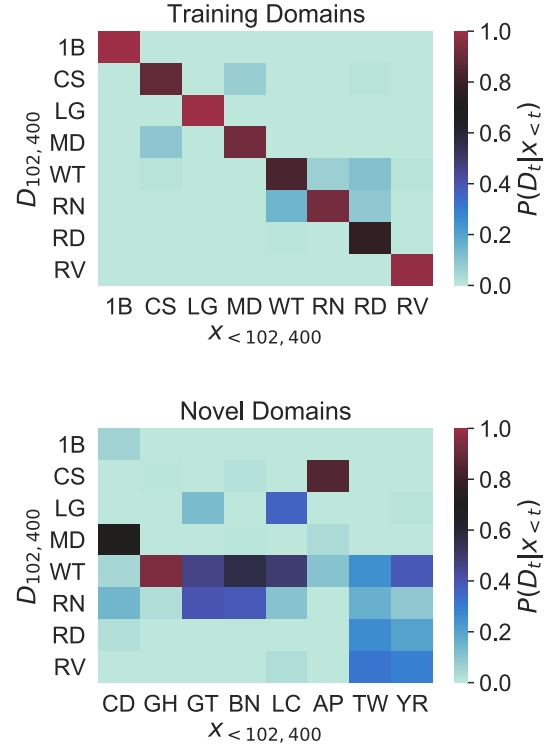 Training Domains
1B
CS
LG
MD
WT
RN
RD
RV
D102,400
1B CS LG MD WT RN RD RV
x<102,400
1.0
0.8
0.6
0.4
0.2
0.0
P(Dt|x<t)
Novel Domains
1B
CS
LG
MD
WT
RN
RD
RV
D102,400
CD GH GT BN LC AP TW YR
x<102,400
1.0
0.8
0.6
0.4
0.2
0.0
P(Dt|x<t)